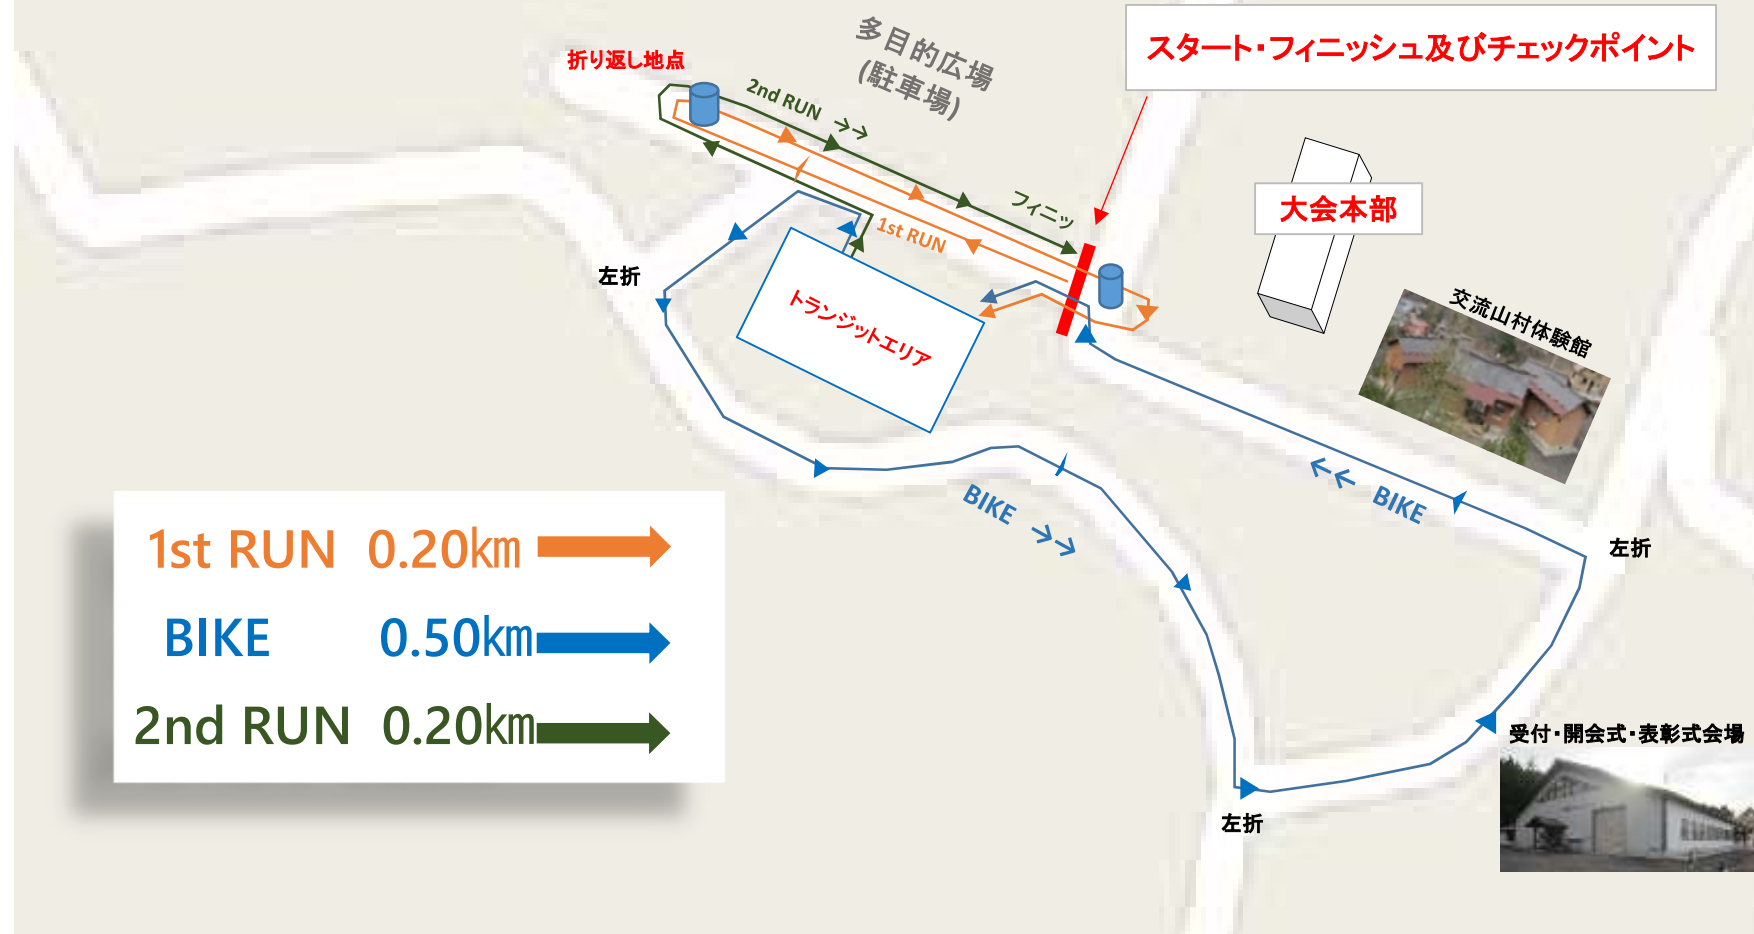 スタート・フィニッシュ及びチェックポイント
多目的広場
(駐車場)
折り返し地点
2nd RUN →→
大会本部
フィニッ
1st RUN
左折
トランジットエリア
交流山村体験館
←← BIKE
BIKE →→
左折
1st RUN 0.20km
BIKE 0.50km
2nd RUN 0.20km
受付・開会式・表彰式会場
左折